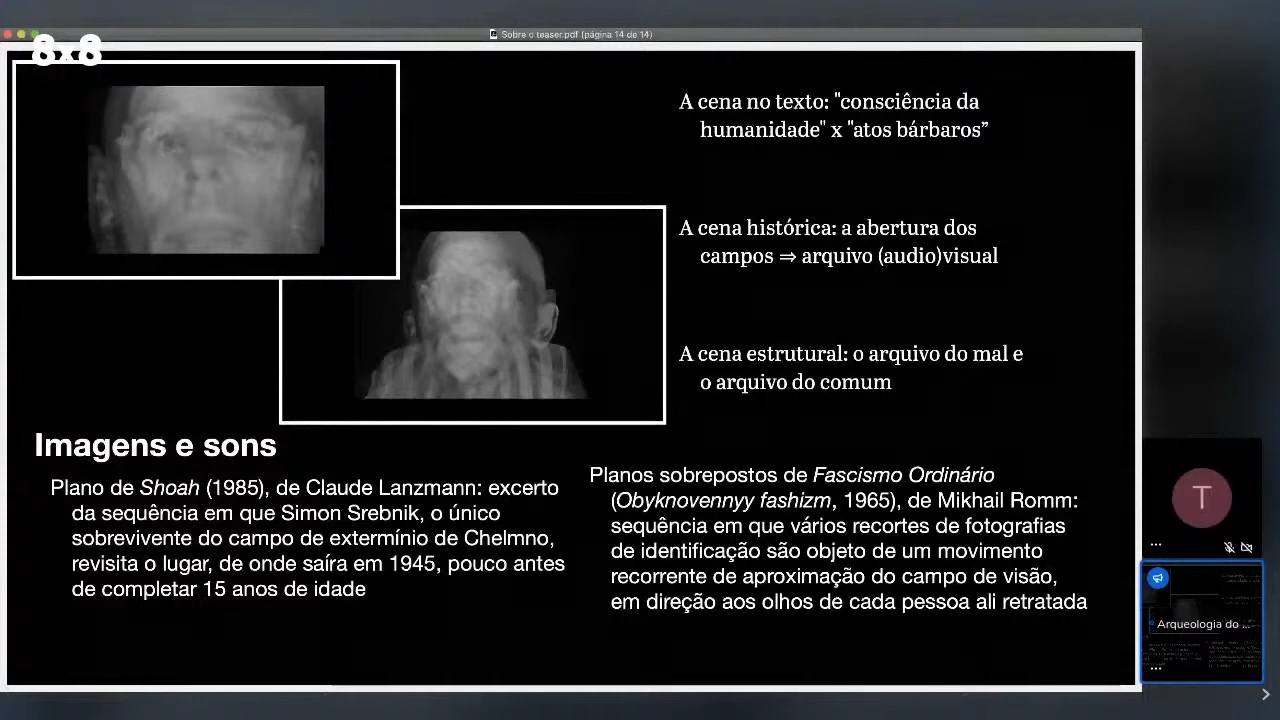 Sobre o teaser.pdf (página 14 de 14)
8x8
A cena no texto: "consciência da
humanidade" x "atos bárbaros”
A cena histórica: a abertura dos
campos ⇒ arquivo (audio)visual
A cena estrutural: o arquivo do mal e
o arquivo do comum
Imagens e sons
Plano de Shoah (1985), de Claude Lanzmann: excerto
da sequência em que Simon Srebnik, o único
sobrevivente do campo de extermínio de Chelmno,
revisita o lugar, de onde saíra em 1945, pouco antes
de completar 15 anos de idade
Planos sobrepostos de Fascismo Ordinário
(Obyknovennyy fashizm, 1965), de Mikhail Romm:
sequência em que vários recortes de fotografias
de identificação são objeto de um movimento
recorrente de aproximação do campo de visão,
em direção aos olhos de cada pessoa ali retratada
T
Arqueologia do ...